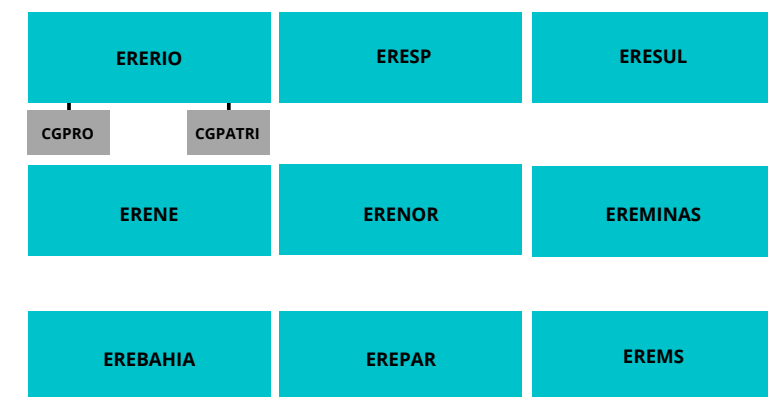 ERERIO
ERESP
ERESUL
CGPRO
CGPATRI
ERENE
ERENOR
EREMINAS
EREBAHIA
EREPAR
EREMS